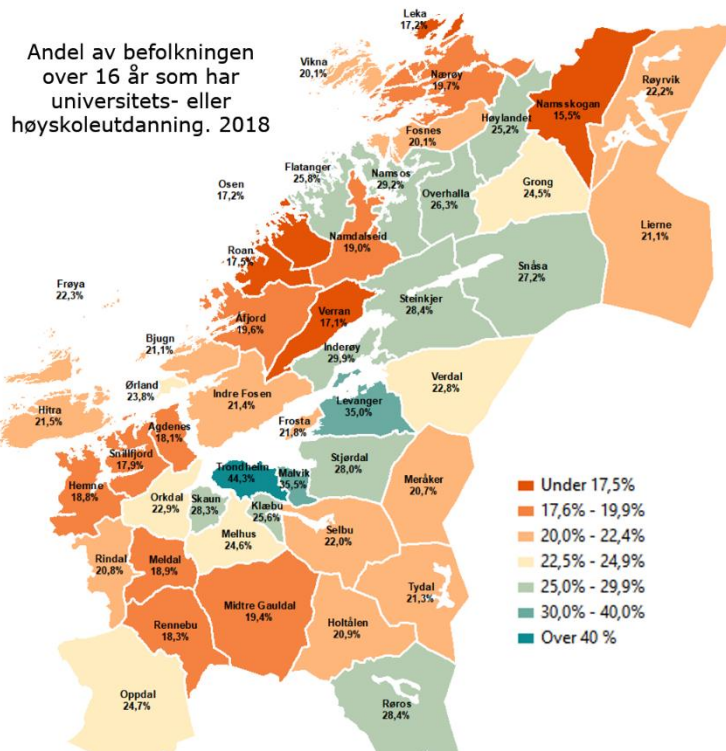 Andel av befolkningen
over 16 år som har
universitets- eller
høyskoleutdanning. 2018
Leka
17,2%
Vikna
20,1%
Nærøy
19,7%
Røyrvik
22,2%
Namsskogan
15,5%
Høylandet
25,2%
Fosnes
20,1%
Flatanger
25,8%
Namsos
29,2%
Overhalla
26,3%
Grong
24,5%
Osen
17,2%
Lierne
21,1%
Namdalseid
19,0%
Roan
17,5%
Snåsa
27,2%
Frøya
22,3%
Steinkjer
28,4%
Verran
17,1%
Åfjord
19,6%
Bjugn
21,1%
Inderøy
29,9%
Verdal
22,8%
Ørland
23,8%
Indre Fosen
21,4%
Levanger
35,0%
Hitra
21,5%
Frosta
21,8%
Agdenes
18,1%
Snillfjord
17,9%
Stjørdal
28,0%
Trondheim
44,3%
Malvik
35,5%
Meråker
20,7%
Hemne
18,8%
Orkdal
22,9%
Skaun
28,3%
Klæbu
25,6%
Selbu
22,0%
Melhus
24,6%
Rindal
20,8%
Meldal
18,9%
Tydal
21,3%
Midtre Gauldal
19,4%
Rennebu
18,3%
Holtålen
20,9%
Oppdal
24,7%
Røros
28,4%
Under 17,5%
17,6% - 19,9%
20,0% - 22,4%
22,5% - 24,9%
25,0% - 29,9%
30,0% - 40,0%
Over 40 %